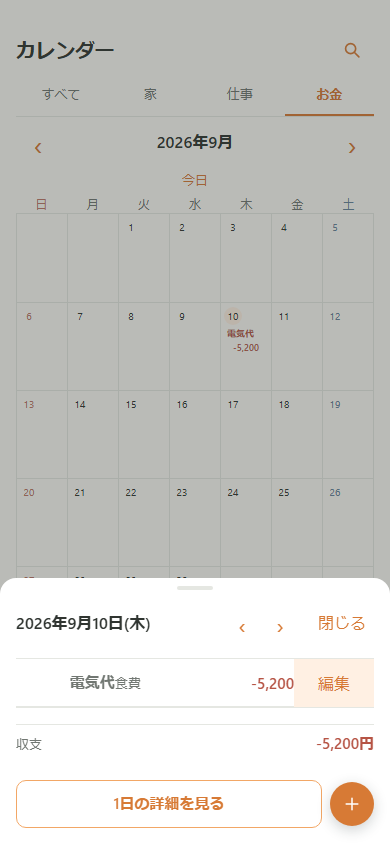 カレンダー
すべて 家 仕事 お金
‹ 2026年9月 ›
今日
日 月 火 水 木 金 土
1 2 3 4 5
6 7 8 9 10 11 12
電気代
-5,200
13 14 15 16 17 18 19
20 21 22 23 24 25 26
2026年9月10日(木) ‹ › 閉じる
電気代食費 -5,200 編集
収支 -5,200円
1日の詳細を見る +